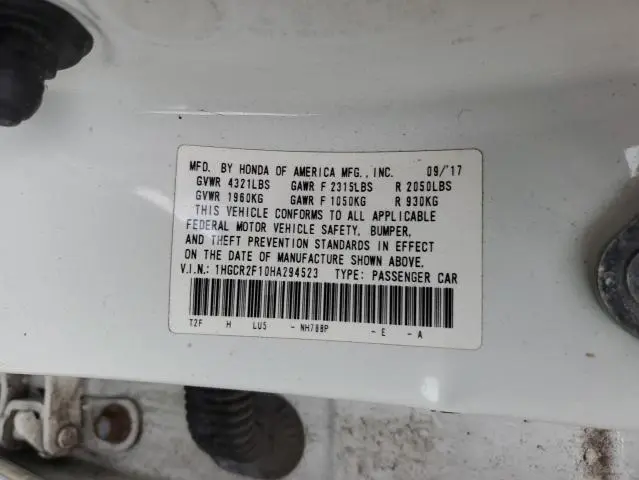 MFD. BY HONDA OF AMERICA MFG., INC. 09/'17
GVWR 4321LBS GAWR F 2315LBS R 2050LBS
GVWR 1960KG GAWR F 1050KG R 930KG
THIS VEHICLE CONFORMS TO ALL APPLICABLE
FEDERAL MOTOR VEHICLE SAFETY, BUMPER,
AND THEFT PREVENTION STANDARDS IN EFFECT
ON THE DATE OF MANUFACTURE SHOWN ABOVE.
V.I.N.: 1HGCR2F10HA294523 TYPE: PASSENGER CAR
T2F H LU5 - NH788P - E - A